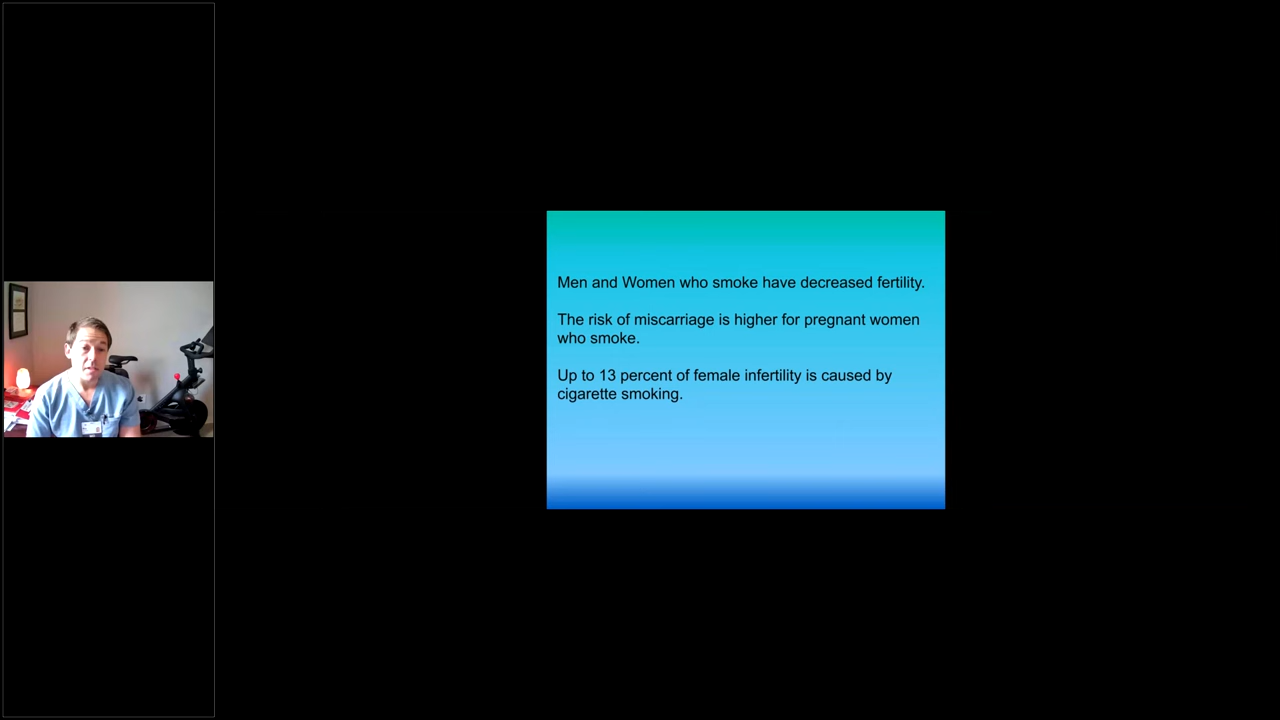 Men and Women who smoke have decreased fertility.
The risk of miscarriage is higher for pregnant women
who smoke.
Up to 13 percent of female infertility is caused by
cigarette smoking.